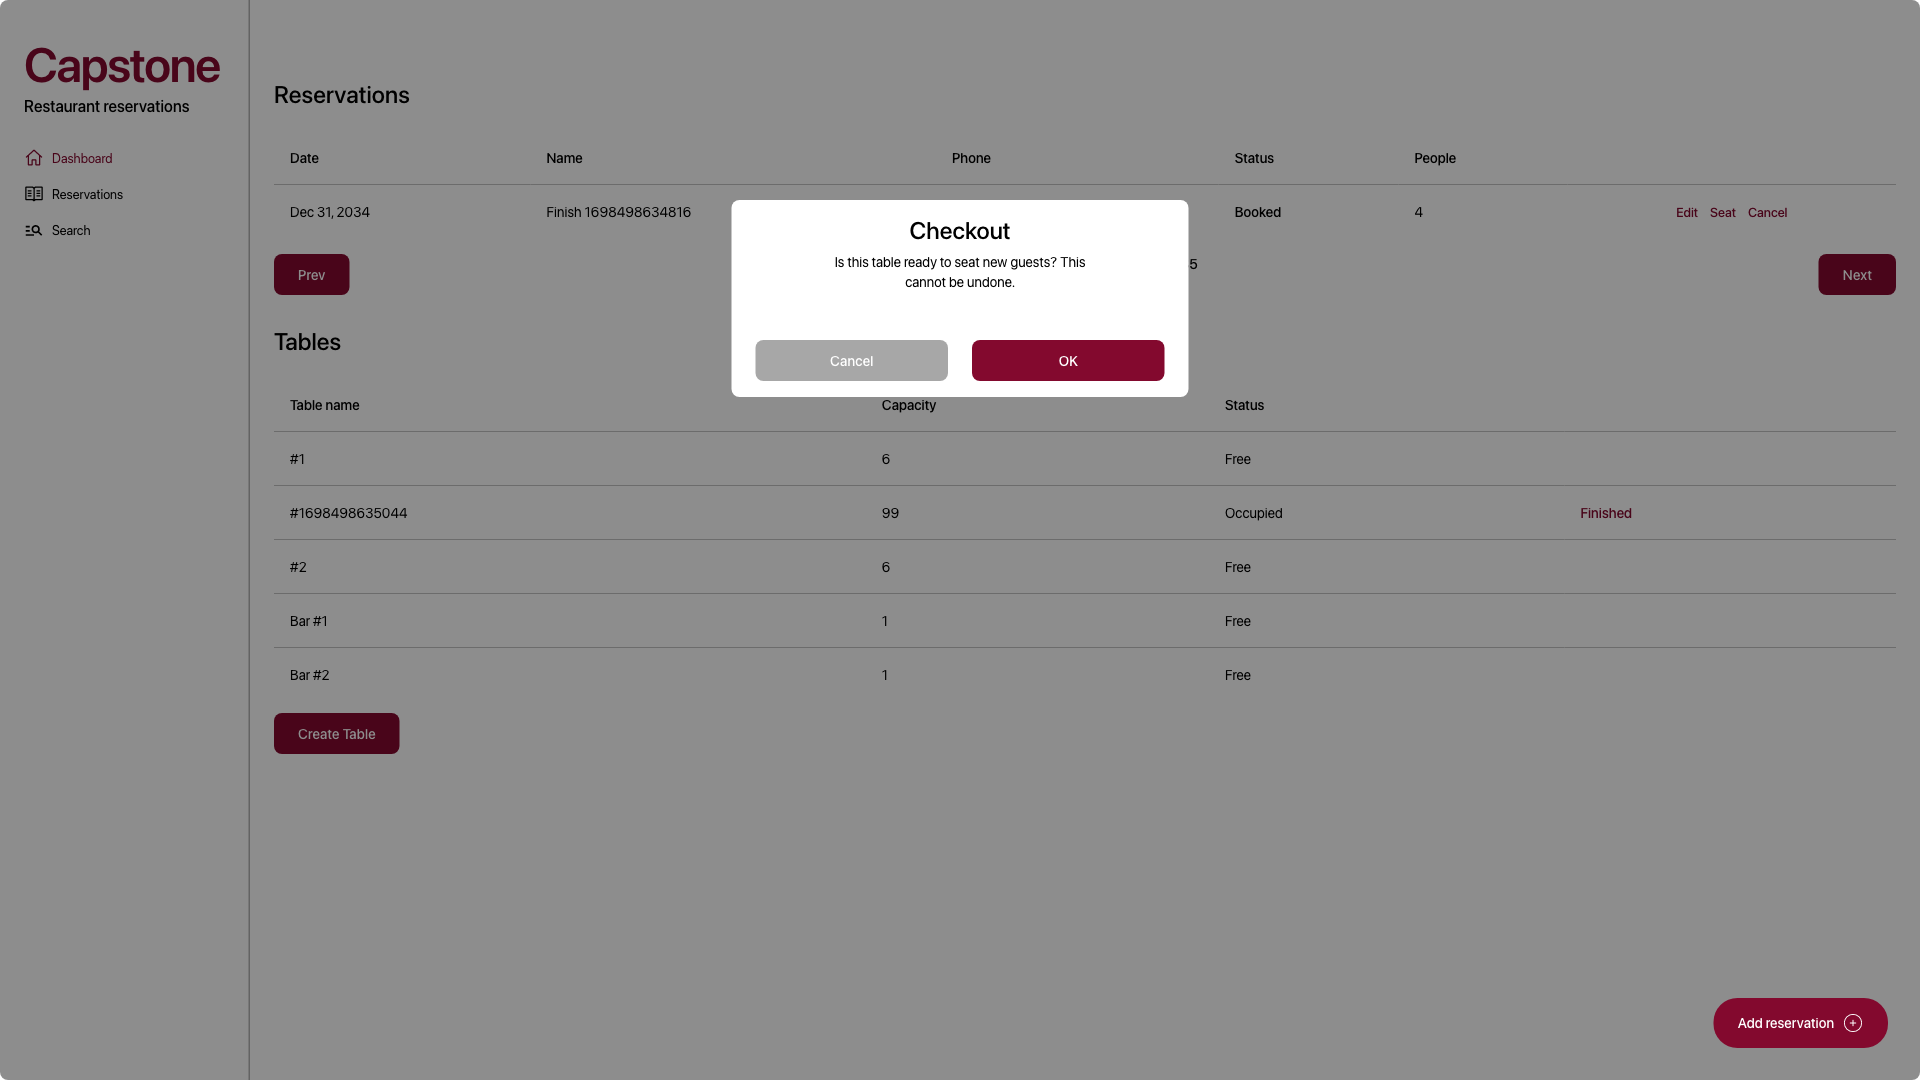 Capstone
Restaurant reservations
Dashboard
Reservations
Search
Reservations
Date Name Phone Status People
Dec 31, 2034 Finish 1698498634816 Booked 4 Edit Seat Cancel
Prev 5 Next
Checkout
Is this table ready to seat new guests? This
cannot be undone.
Cancel OK
Tables
Table name Capacity Status
#1 6 Free
#1698498635044 99 Occupied Finished
#2 6 Free
Bar #1 1 Free
Bar #2 1 Free
Create Table
Add reservation